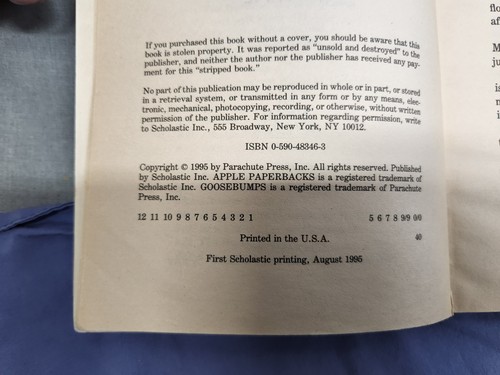 If you purchased this book without a cover, you should be aware that this
book is stolen property. It was reported as "unsold and destroyed" to the
publisher, and neither the author nor the publisher has received any pay-
ment for this "stripped book."
No part of this publication may be reproduced in whole or in part, or stored
in a retrieval system, or transmitted in any form or by any means, elec-
tronic, mechanical, photocopying, recording, or otherwise, without written
permission of the publisher. For information regarding permission, write
to Scholastic Inc., 555 Broadway, New York, NY 10012.
ISBN 0-590-48346-3
Copyright © 1995 by Parachute Press, Inc. All rights reserved. Published
by Scholastic Inc. APPLE PAPERBACKS is a registered trademark of
Scholastic Inc. GOOSEBUMPS is a registered trademark of Parachute
Press, Inc.
12 11 10 9 8 7 6 5 4 3 2 1 5 6 7 8 9/9 0/0
Printed in the U.S.A. 40
First Scholastic printing, August 1995